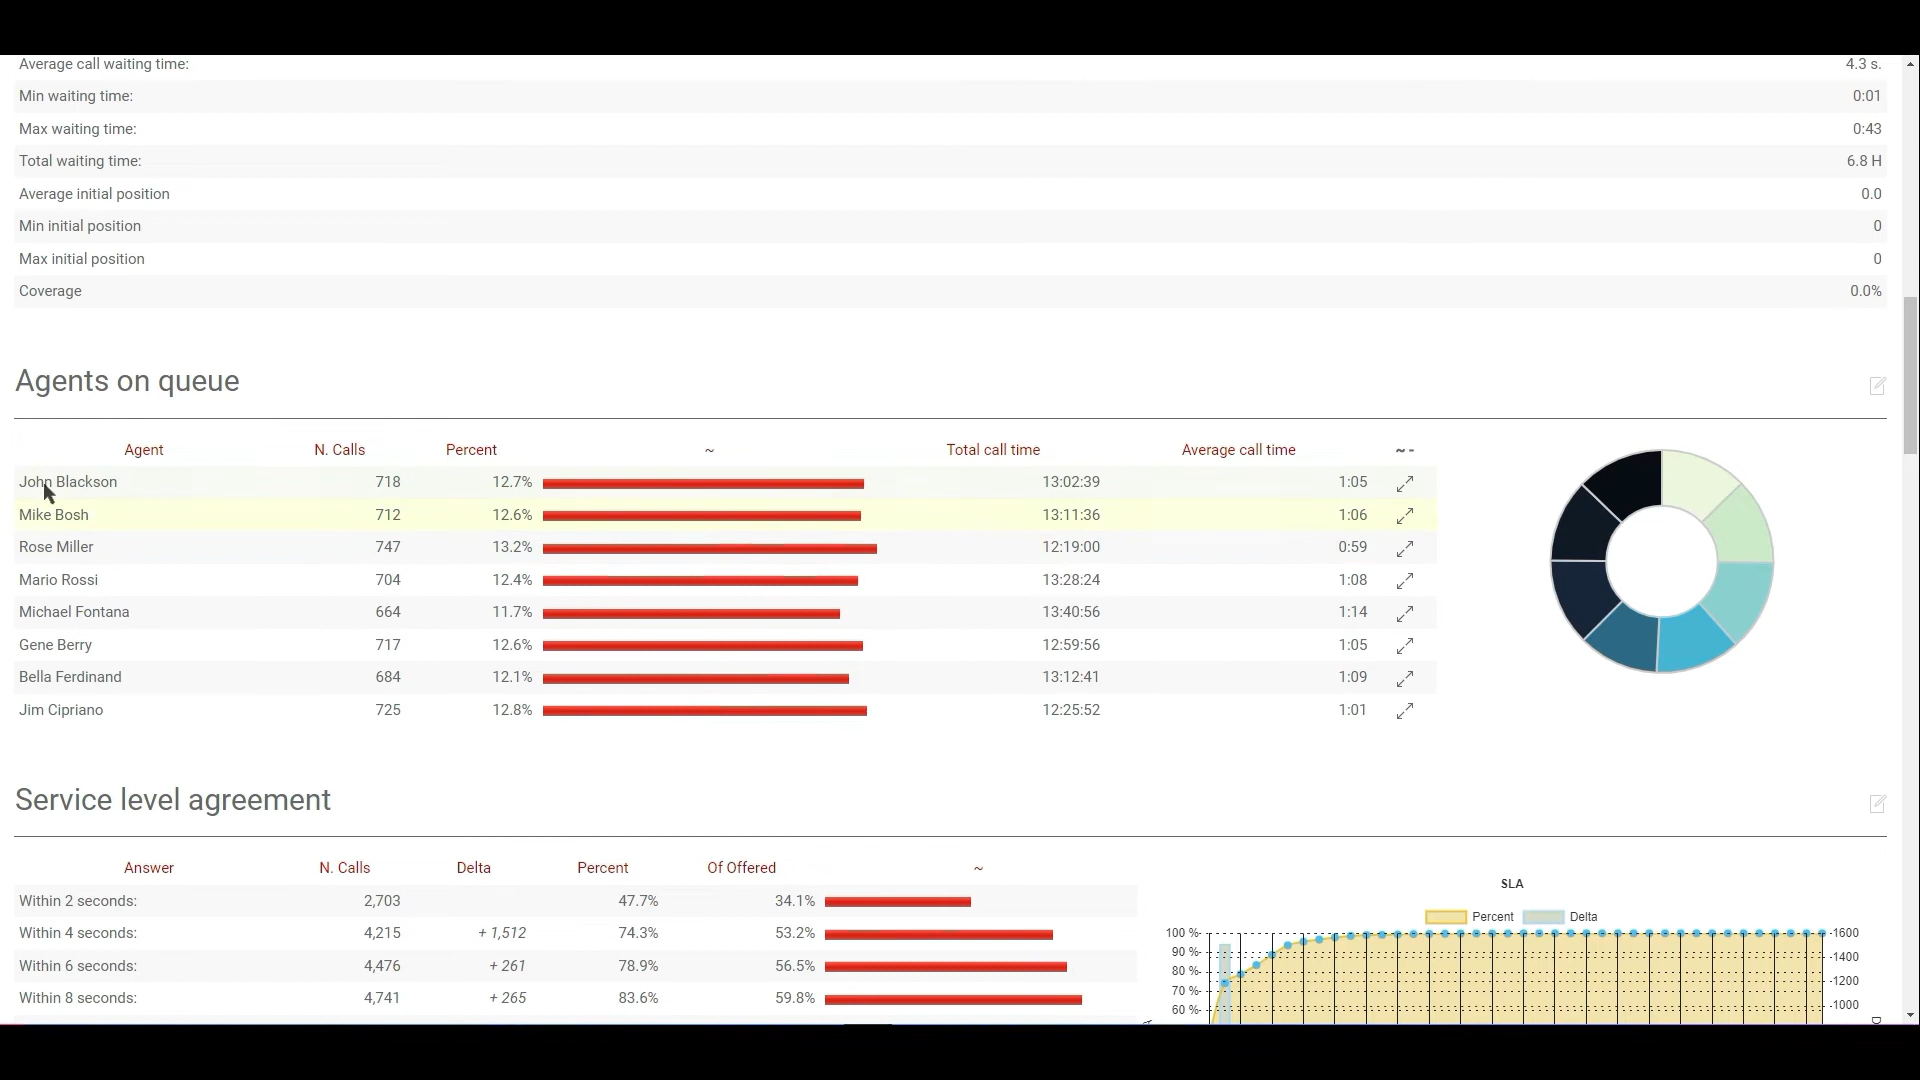 Average call waiting time: 4.3 s.
Min waiting time: 0:01
Max waiting time: 0:43
Total waiting time: 6.8 H
Average initial position 0.0
Min initial position 0
Max initial position 0
Coverage 0.0%
Agents on queue
Agent N. Calls Percent ~ Total call time Average call time ~ -
John Blackson 718 12.7% 13:02:39 1:05
Mike Bosh 712 12.6% 13:11:36 1:06
Rose Miller 747 13.2% 12:19:00 0:59
Mario Rossi 704 12.4% 13:28:24 1:08
Michael Fontana 664 11.7% 13:40:56 1:14
Gene Berry 717 12.6% 12:59:56 1:05
Bella Ferdinand 684 12.1% 13:12:41 1:09
Jim Cipriano 725 12.8% 12:25:52 1:01
Service level agreement
Answer N. Calls Delta Percent Of Offered ~
Within 2 seconds: 2,703 47.7% 34.1%
Within 4 seconds: 4,215 + 1,512 74.3% 53.2%
Within 6 seconds: 4,476 + 261 78.9% 56.5%
Within 8 seconds: 4,741 + 265 83.6% 59.8%
SLA
Percent Delta
100 % 1600
90 % 1400
80 % 1200
70 % 1000
60 %